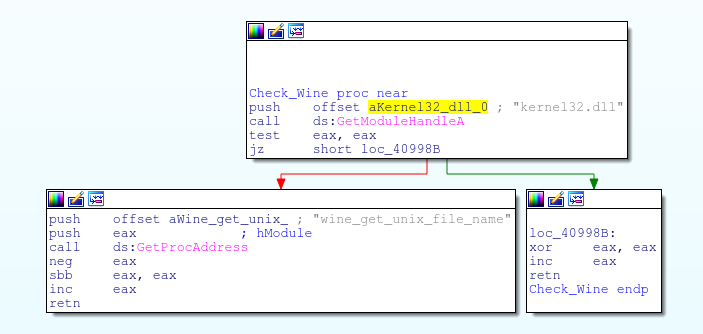 Check_Wine proc near
push offset aKernel32_dll_0 ; "kernel32.dll"
call ds:GetModuleHandleA
test eax, eax
jz short loc_40998B
push offset aWine_get_unix_ ; "wine_get_unix_file_name"
push eax ; hModule
call ds:GetProcAddress
neg eax
sbb eax, eax
inc eax
retn
loc_40998B:
xor eax, eax
inc eax
retn
Check_Wine endp